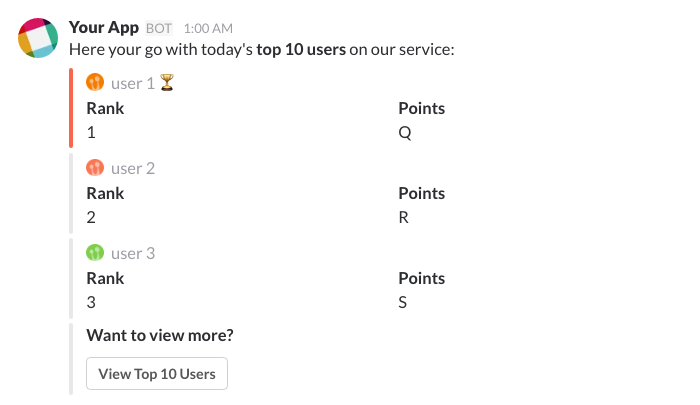 Your App BOT 1:00 AM
Here your go with today's top 10 users on our service:
user 1 🏆
Rank Points
1 Q
user 2
Rank Points
2 R
user 3
Rank Points
3 S
Want to view more?
View Top 10 Users